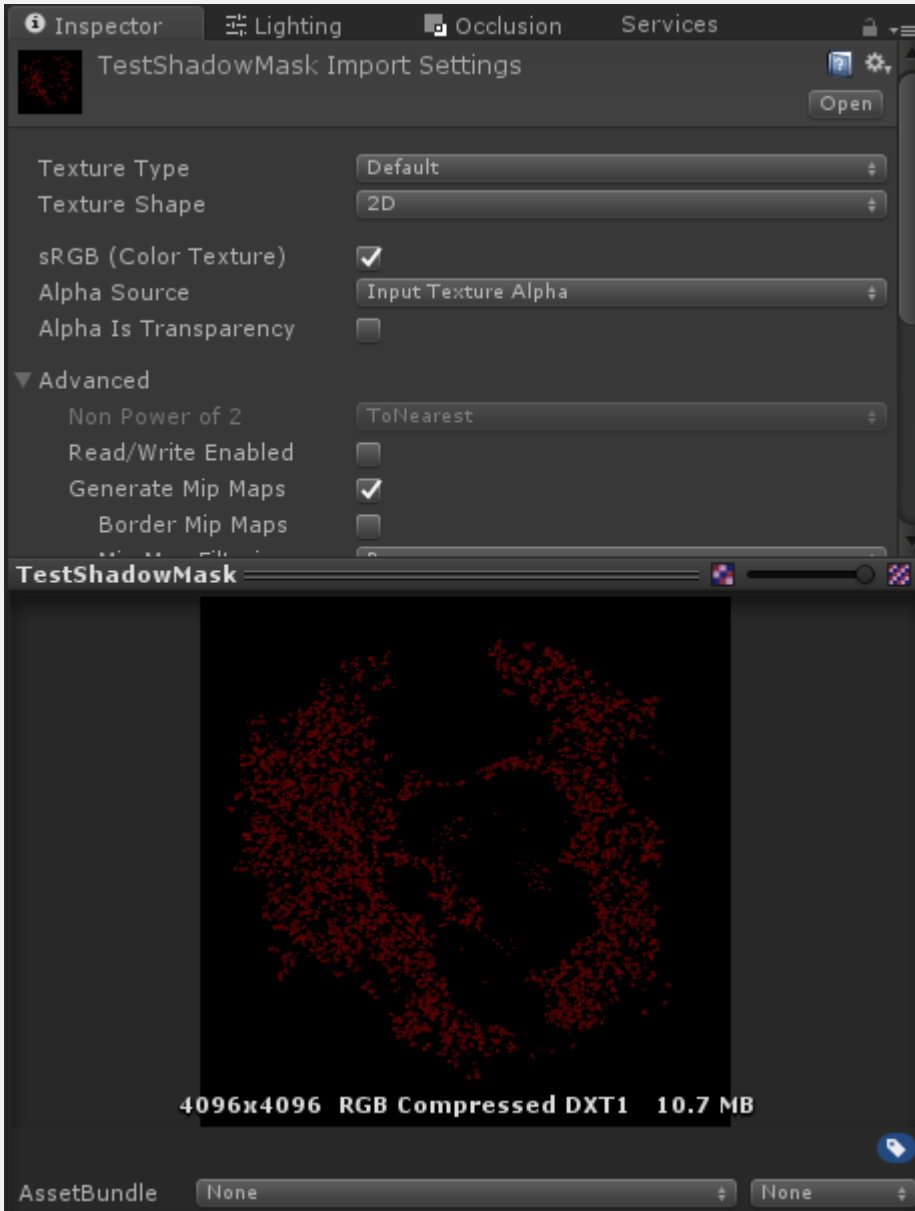 Inspector Lighting Occlusion Services
TestShadowMask Import Settings
Open
Texture Type Default
Texture Shape 2D
sRGB (Color Texture)
Alpha Source Input Texture Alpha
Alpha Is Transparency
Advanced
Non Power of 2 ToNearest
Read/Write Enabled
Generate Mip Maps
Border Mip Maps
TestShadowMask
4096x4096 RGB Compressed DXT1 10.7 MB
AssetBundle None None